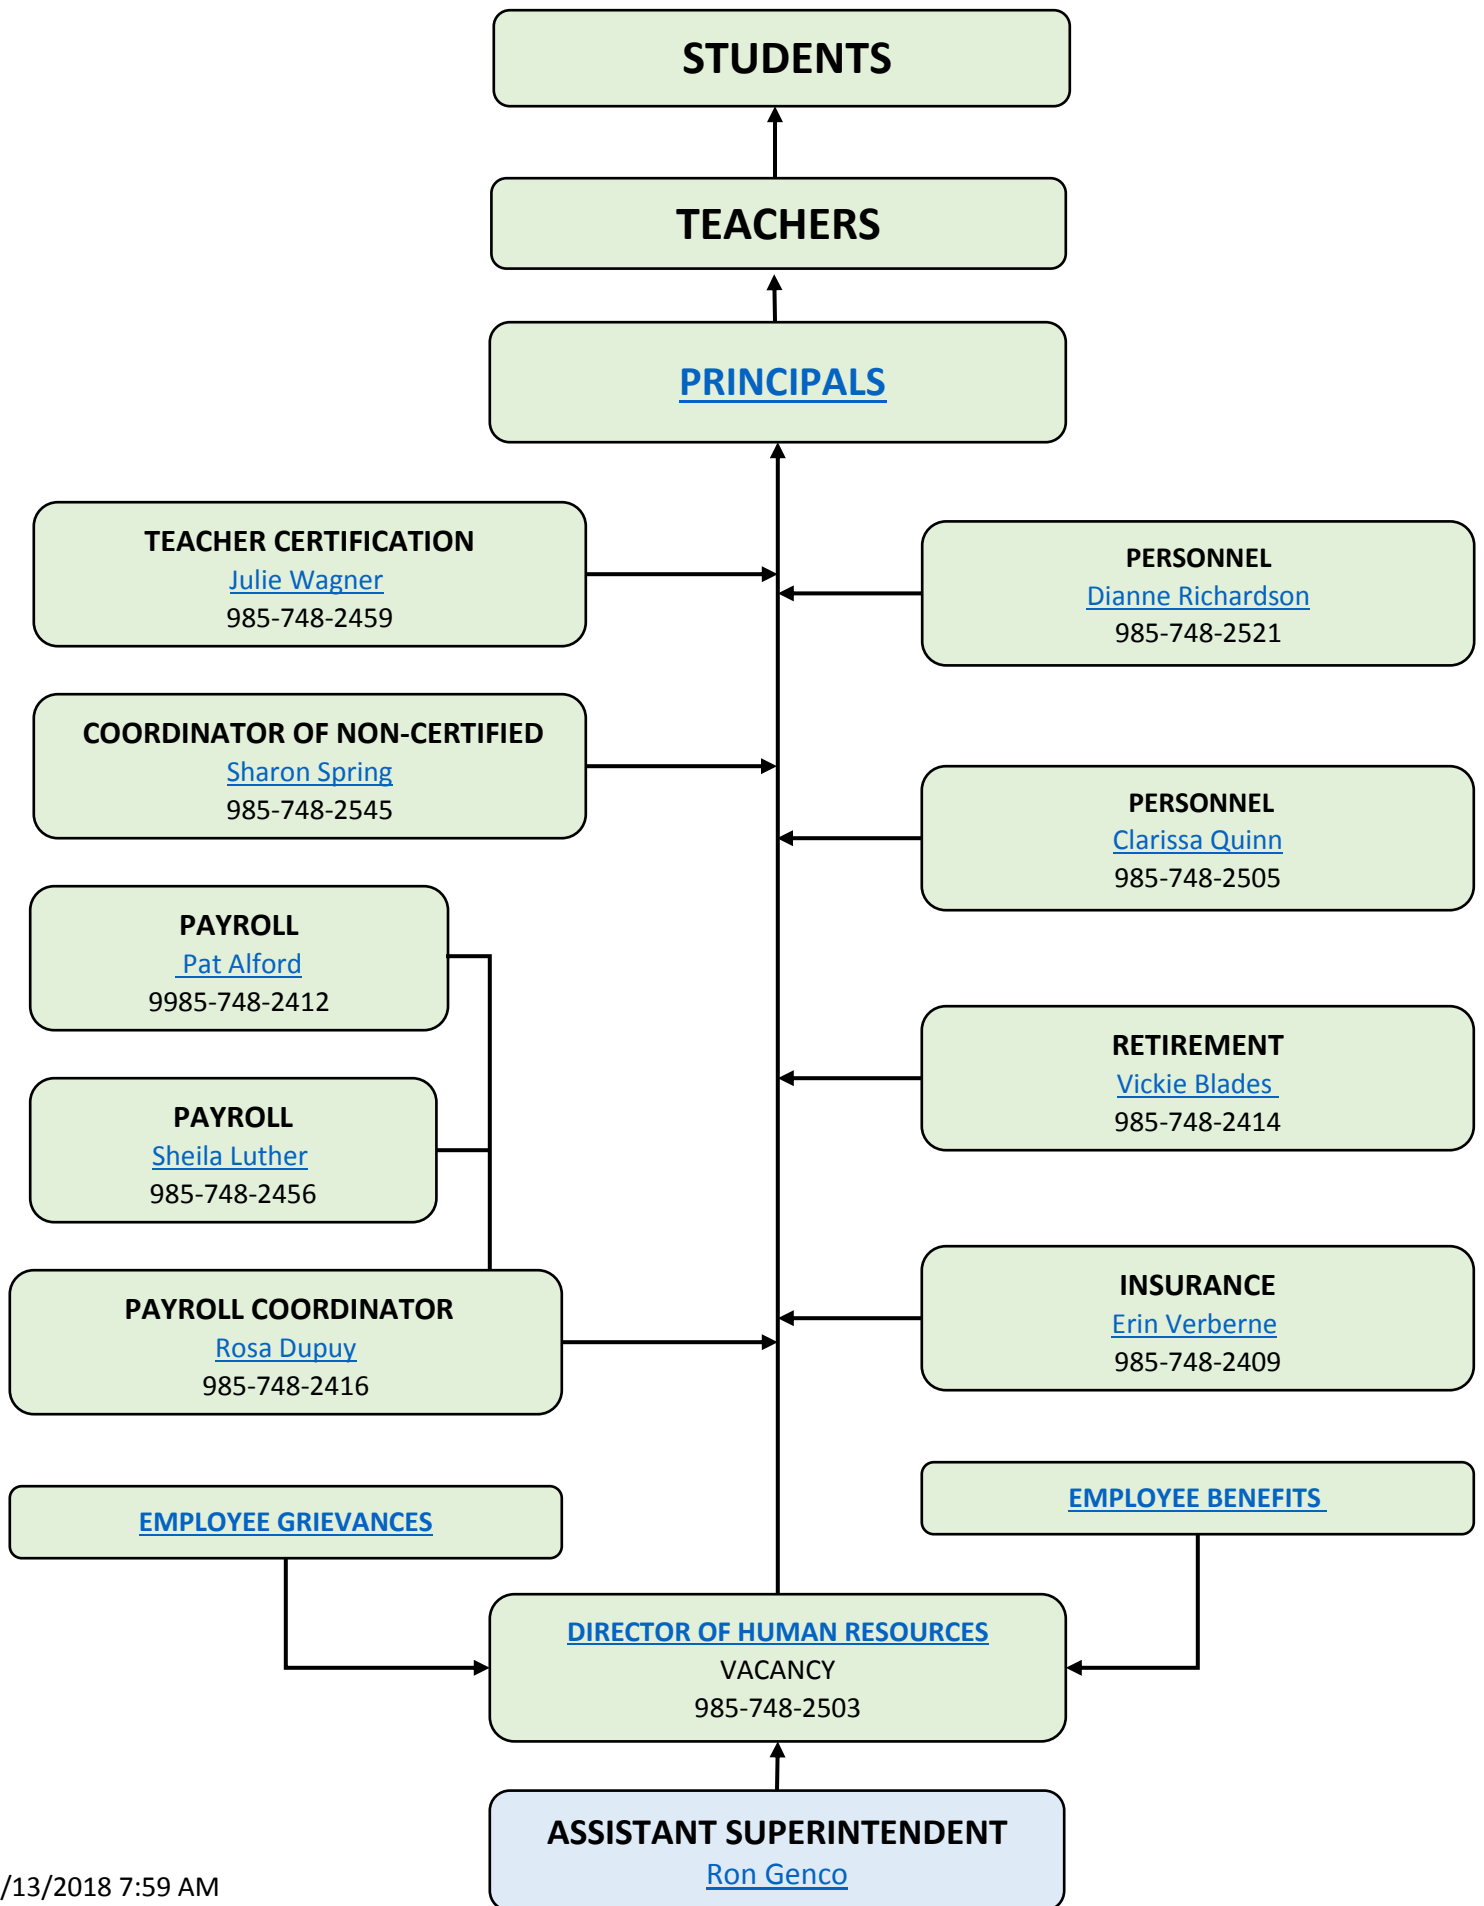 STUDENTS
TEACHERS
PRINCIPALS
TEACHER CERTIFICATION
Julie Wagner
985-748-2459
PERSONNEL
Dianne Richardson
985-748-2521
COORDINATOR OF NON-CERTIFIED
Sharon Spring
985-748-2545
PERSONNEL
Clarissa Quinn
985-748-2505
PAYROLL
Pat Alford
9985-748-2412
RETIREMENT
Vickie Blades
985-748-2414
PAYROLL
Sheila Luther
985-748-2456
PAYROLL COORDINATOR
Rosa Dupuy
985-748-2416
INSURANCE
Erin Verberne
985-748-2409
EMPLOYEE GRIEVANCES
EMPLOYEE BENEFITS
DIRECTOR OF HUMAN RESOURCES
VACANCY
985-748-2503
ASSISTANT SUPERINTENDENT
Ron Genco
/13/2018 7:59 AM